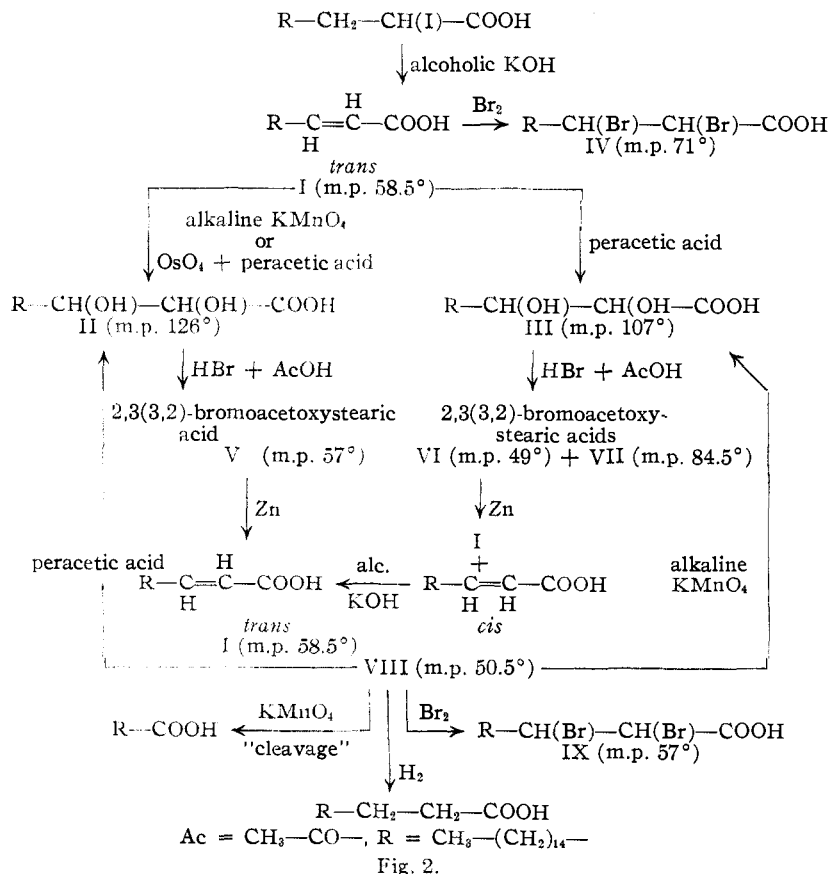 R—CH₂—CH(I)—COOH
alcoholic KOH
H
R—C=C—COOH
H
Br₂
R—CH(Br)—CH(Br)—COOH
IV (m.p. 71°)
trans
I (m.p. 58.5°)
alkaline KMnO₄
or
OsO₄ + peracetic acid
peracetic acid
R—CH(OH)—CH(OH)—COOH
II (m.p. 126°)
R—CH(OH)—CH(OH—COOH
III (m.p. 107°)
HBr + AcOH
HBr + AcOH
2,3(3,2)-bromoacetoxystearic
acid
V (m.p. 57°)
2,3(3,2)-bromoacetoxy-
stearic acids
VI (m.p. 49°) + VII (m.p. 84.5°)
Zn
Zn
peracetic acid
H
R—C=C—COOH
H
trans
I (m.p. 58.5°)
alc.
KOH
I
+
R—C=C—COOH
H H
cis
alkaline
KMnO₄
VIII (m.p. 50.5°)
R—COOH
KMnO₄
"cleavage"
Br₂
R—CH(Br)—CH(Br)—COOH
IX (m.p. 57°)
H₂
R—CH₂—CH₂—COOH
Ac = CH₃—CO—, R = CH₃—(CH₂)₁₄—
Fig. 2.